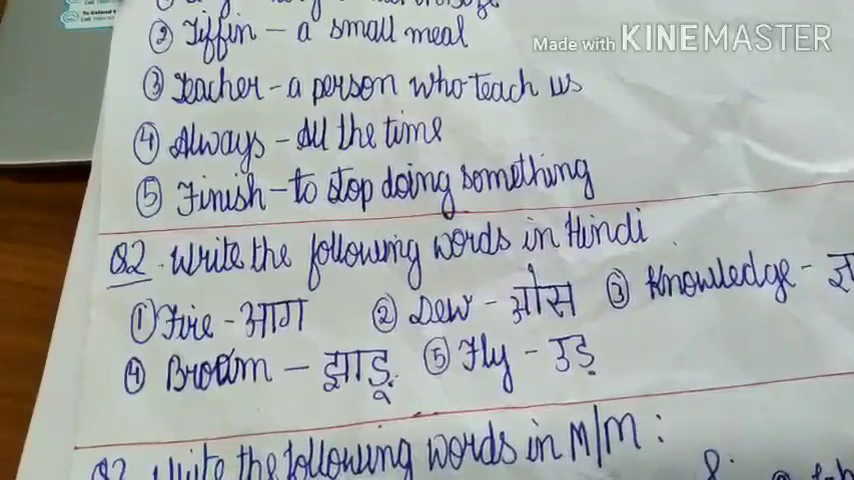 ② Tiffin - a small meal
Made with KINEMASTER
③ Teacher - a person who teach us
④ Always - All the time
⑤ Finish - to stop doing something
Q2. Write the following words in Hindi
① Fire - आग ② Dew - ओस ③ Knowledge -
④ Broom - झाड़ू ⑤ Fly - उड़
Write the following words in M/M: